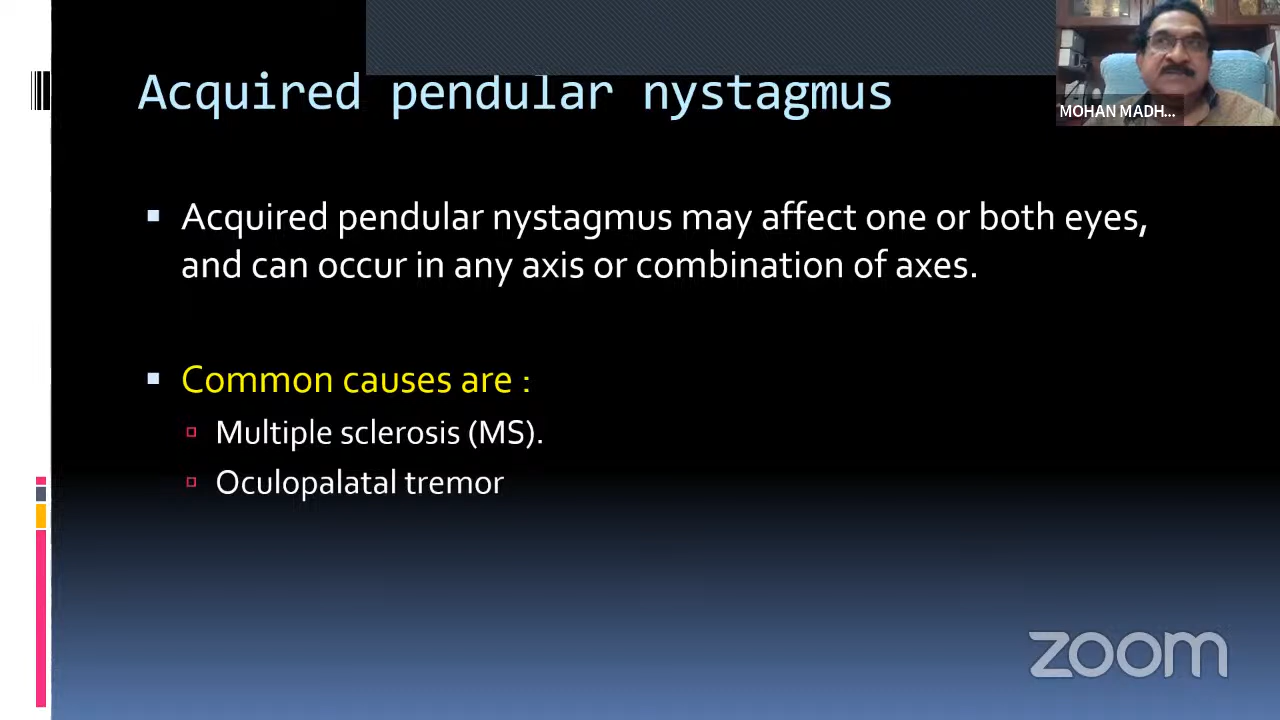 Acquired pendular nystagmus
MOHAN MADH...
Acquired pendular nystagmus may affect one or both eyes,
and can occur in any axis or combination of axes.
Common causes are :
Multiple sclerosis (MS).
Oculopalatal tremor
zoom